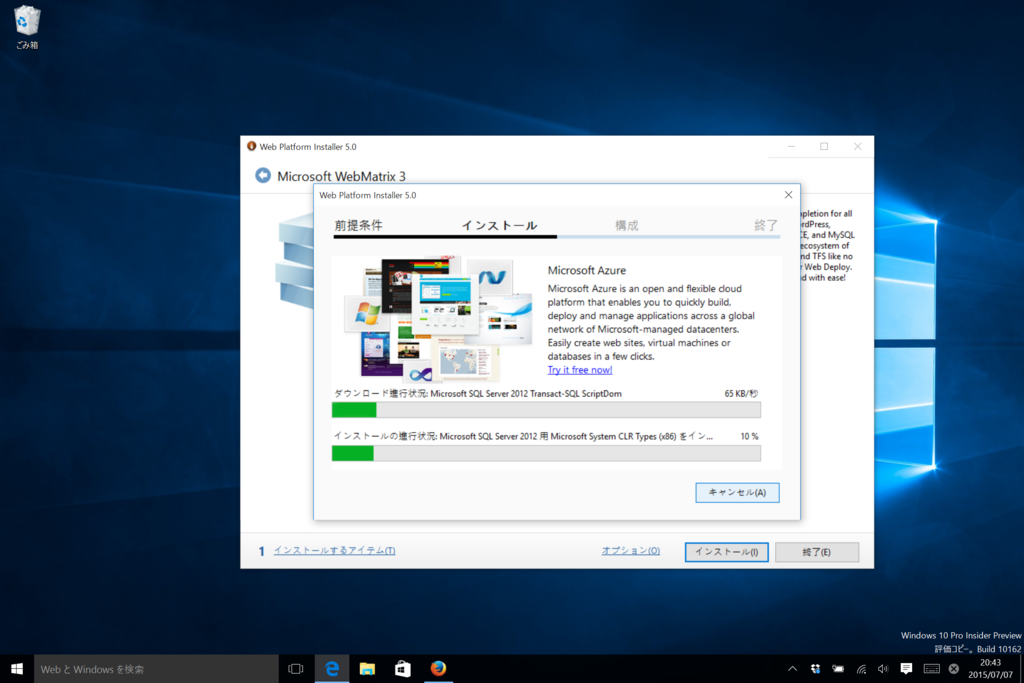 ごみ箱
Web Platform Installer 5.0
Microsoft WebMatrix 3
Web Platform Installer 5.0
前提条件
インストール
構成
終了
Microsoft Azure
Microsoft Azure is an open and flexible cloud
platform that enables you to quickly build,
deploy and manage applications across a global
network of Microsoft-managed datacenters.
Easily create web sites, virtual machines or
databases in a few clicks.
Try it free now!
pletion for all
rdPress,
CE, and MySQL
ecosystem of
nd TFS like no
Web Deploy.
d with ease!
ダウンロード進行状況: Microsoft SQL Server 2012 Transact-SQL ScriptDom 65 KB/秒
インストールの進行状況: Microsoft SQL Server 2012 用 Microsoft System CLR Types (x86) をイン... 10 %
キャンセル(A)
1 インストールするアイテム(T)
オプション(O)
インストール(I)
終了(E)
Windows 10 Pro Insider Preview
評価コピー。Build 10162
Web と Windows を検索
20:43
2015/07/07